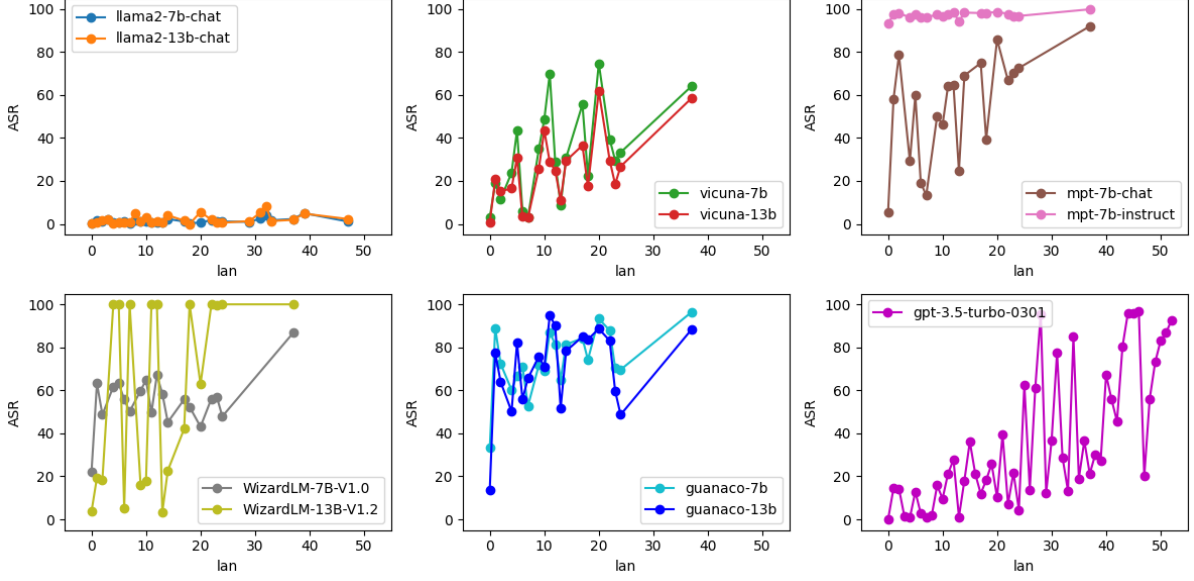 100
80
60
40
20
0
ASR
0 10 20 30 40 50
lan
llama2-7b-chat
llama2-13b-chat
100
80
60
40
20
0
ASR
0 10 20 30 40 50
lan
vicuna-7b
vicuna-13b
100
80
60
40
20
0
ASR
0 10 20 30 40 50
lan
mpt-7b-chat
mpt-7b-instruct
100
80
60
40
20
0
ASR
0 10 20 30 40 50
lan
WizardLM-7B-V1.0
WizardLM-13B-V1.2
100
80
60
40
20
0
ASR
0 10 20 30 40 50
lan
guanaco-7b
guanaco-13b
100
80
60
40
20
0
ASR
0 10 20 30 40 50
lan
gpt-3.5-turbo-0301